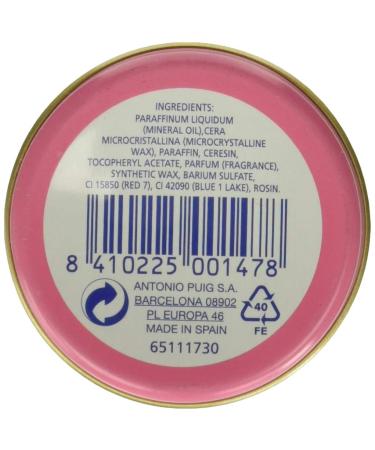 INGREDIENTS:
PARAFFINUM LIQUIDUM
(MINERAL OIL),CERA
MICROCRISTALLINA (MICROCRYSTALLINE
WAX), PARAFFIN, CERESIN,
TOCOPHERYL ACETATE, PARFUM (FRAGRANCE),
SYNTHETIC WAX, BARIUM SULFATE,
CI 15850 (RED 7), CI 42090 (BLUE 1 LAKE), ROSIN.
8 410225 001478
ANTONIO PUIG S.A.
BARCELONA 08902
PL EUROPA 46
MADE IN SPAIN
40
FE
65111730